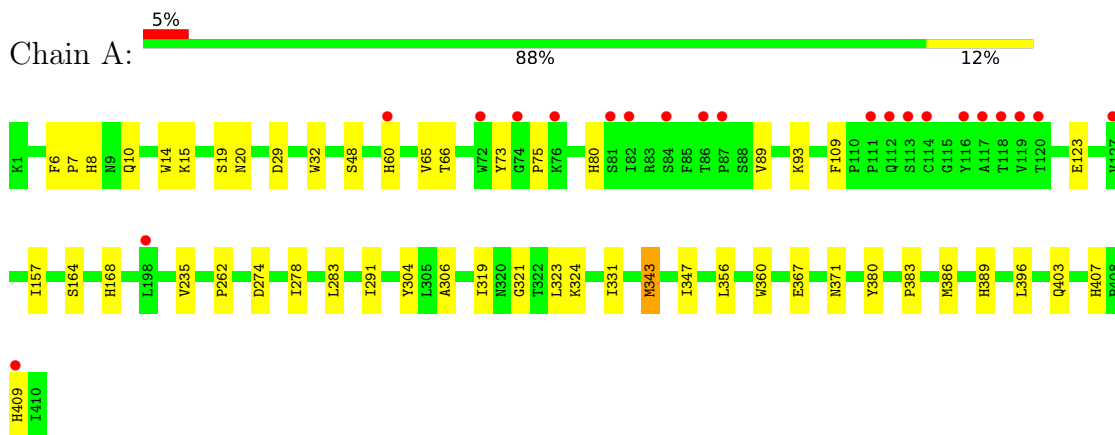 5%
Chain A:
88%
12%
K1 F6 P7 H8 N9 Q10 W14 K15 S19 N20 D29 W32 S48 H60 V65 T66 W72 Y73 G74 P75 K76 H80 S81 I82 R83 S84 F85 T86 P87 S88 V89 K93 F109 P110 P111 Q112 S113 C114 G115 Y116 A117 T118 V119 T120 E123
I157 S164 H168 L198 V235 P262 D274 I278 L283 I291 Y304 L305 A306 I319 N320 G321 T322 L323 K324 I331 M343 I347 L356 W360 E367 N371 Y380 P383 M386 H389 L396 Q403 H407
H409 I410